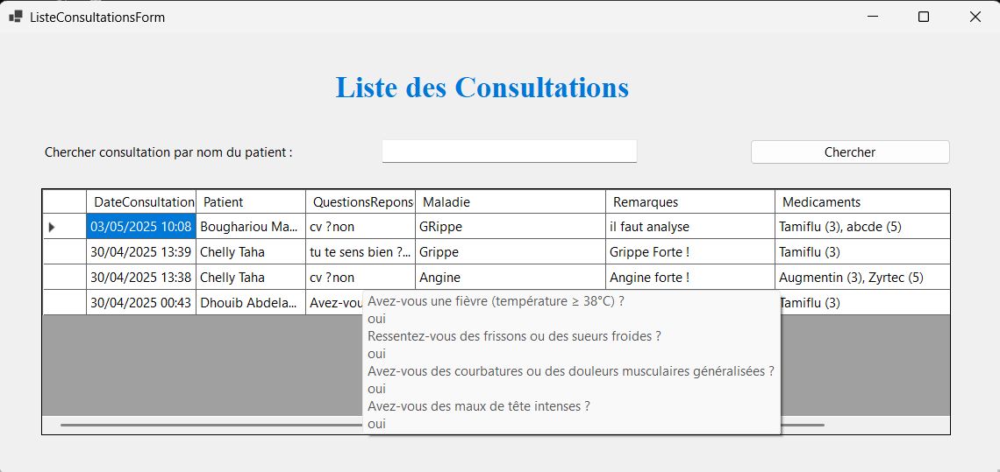 ListeConsultationsForm
Liste des Consultations
Chercher consultation par nom du patient :
Chercher
DateConsultation Patient QuestionsRepons Maladie Remarques Medicaments
03/05/2025 10:08 Boughariou Ma... cv ?non GRippe il faut analyse Tamiflu (3), abcde (5)
30/04/2025 13:39 Chelly Taha tu te sens bien ?... Grippe Grippe Forte ! Tamiflu (3)
30/04/2025 13:38 Chelly Taha cv ?non Angine Angine forte ! Augmentin (3), Zyrtec (5)
30/04/2025 00:43 Dhouib Abdela... Avez-vou Tamiflu (3)
Avez-vous une fièvre (température ≥ 38°C) ?
oui
Ressentez-vous des frissons ou des sueurs froides ?
oui
Avez-vous des courbatures ou des douleurs musculaires généralisées ?
oui
Avez-vous des maux de tête intenses ?
oui